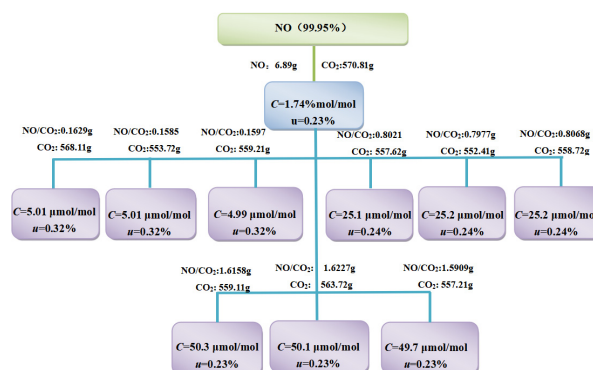 NO（99.95%）
NO: 6.89g CO₂:570.81g
C=1.74%mol/mol
u=0.23%
NO/CO₂:0.1629g NO/CO₂:0.1585 NO/CO₂:0.1597 NO/CO₂:0.8021 NO/CO₂:0.7977g NO/CO₂:0.8068g
CO₂: 568.11g CO₂:553.72g CO₂: 559.21g CO₂: 557.62g CO₂: 552.41g CO₂: 558.72g
C=5.01 μmol/mol C=5.01 μmol/mol C=4.99 μmol/mol C=25.1 μmol/mol C=25.2 μmol/mol C=25.2 μmol/mol
u=0.32% u=0.32% u=0.32% u=0.24% u=0.24% u=0.24%
NO/CO₂:1.6158g NO/CO₂: 1.6227g NO/CO₂:1.5909g
CO₂: 559.11g CO₂: 563.72g CO₂: 557.21g
C=50.3 μmol/mol C=50.1 μmol/mol C=49.7 μmol/mol
u=0.23% u=0.23% u=0.23%